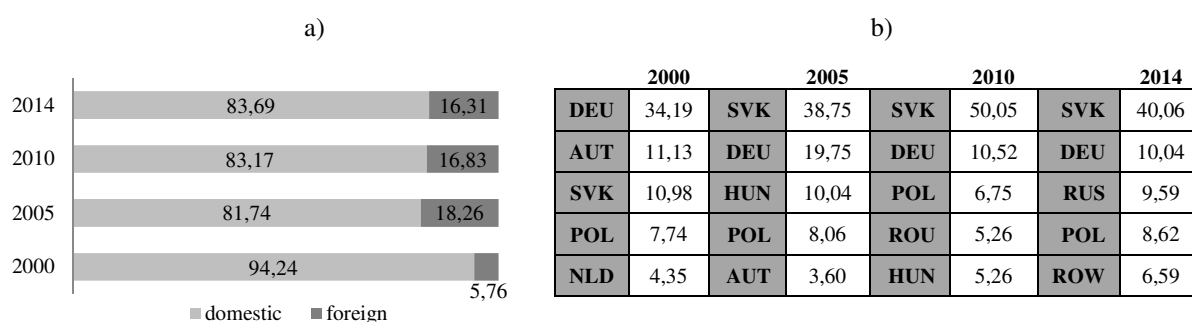 a)
2014 83,69 16,31
2010 83,17 16,83
2005 81,74 18,26
2000 94,24 5,76
domestic foreign
b)
2000 2005 2010 2014
DEU 34,19 SVK 38,75 SVK 50,05 SVK 40,06
AUT 11,13 DEU 19,75 DEU 10,52 DEU 10,04
SVK 10,98 HUN 10,04 POL 6,75 RUS 9,59
POL 7,74 POL 8,06 ROU 5,26 POL 8,62
NLD 4,35 AUT 3,60 HUN 5,26 ROW 6,59